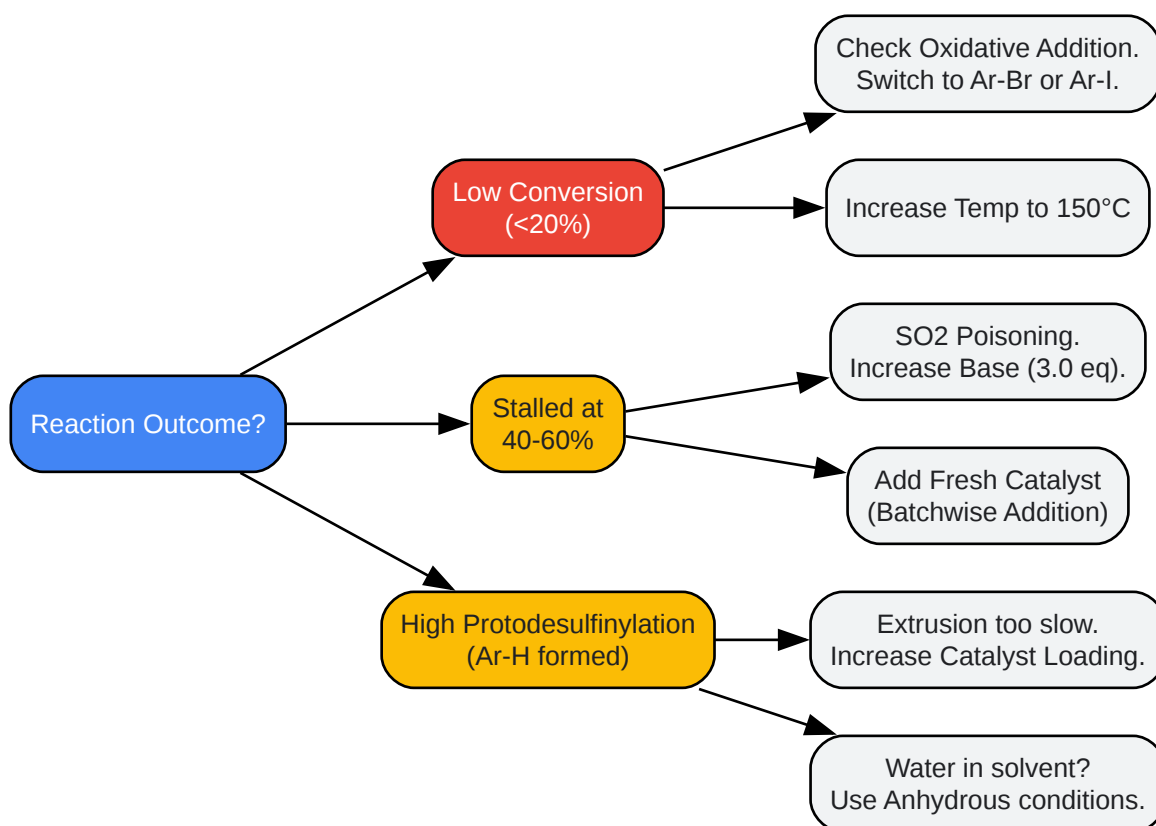 Check Oxidative Addition.
Switch to Ar-Br or Ar-I.
Low Conversion
(<20%)
Increase Temp to 150°C
SO2 Poisoning.
Increase Base (3.0 eq).
Reaction Outcome?
Stalled at
40-60%
Add Fresh Catalyst
(Batchwise Addition)
High Protodesulfinylation
(Ar-H formed)
Extrusion too slow.
Increase Catalyst Loading.
Water in solvent?
Use Anhydrous conditions.